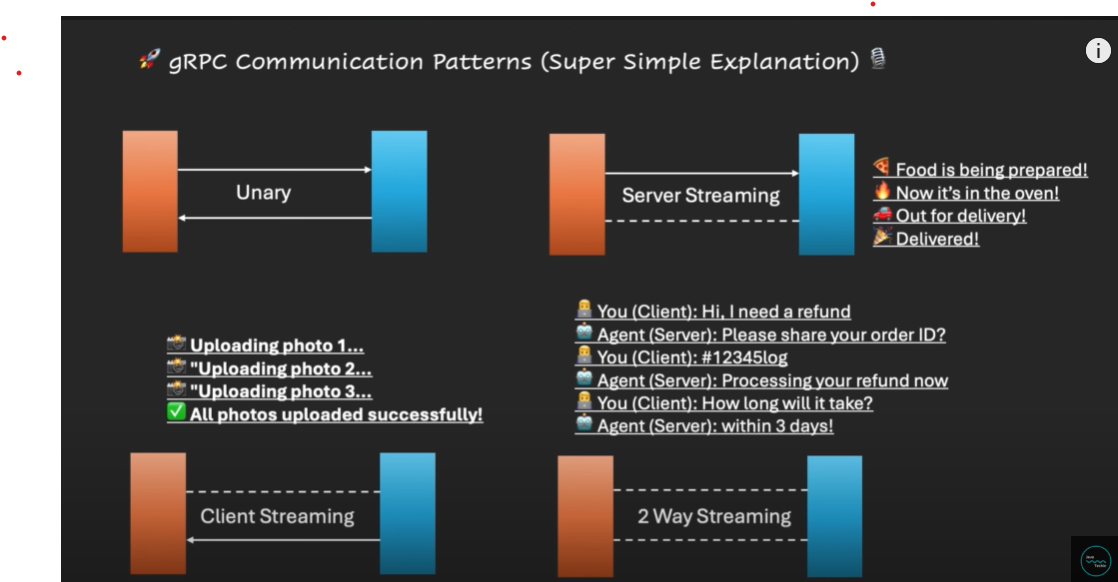 🚀 gRPC Communication Patterns (Super Simple Explanation) 🎙️
i
Unary
Server Streaming
🍕 Food is being prepared!
🔥 Now it's in the oven!
🚗 Out for delivery!
🎉 Delivered!
📸 Uploading photo 1...
📸 "Uploading photo 2...
📸 "Uploading photo 3...
✅ All photos uploaded successfully!
👨‍💻 You (Client): Hi, I need a refund
🤖 Agent (Server): Please share your order ID?
👨‍💻 You (Client): #12345log
🤖 Agent (Server): Processing your refund now
👨‍💻 You (Client): How long will it take?
🤖 Agent (Server): within 3 days!
Client Streaming
2 Way Streaming